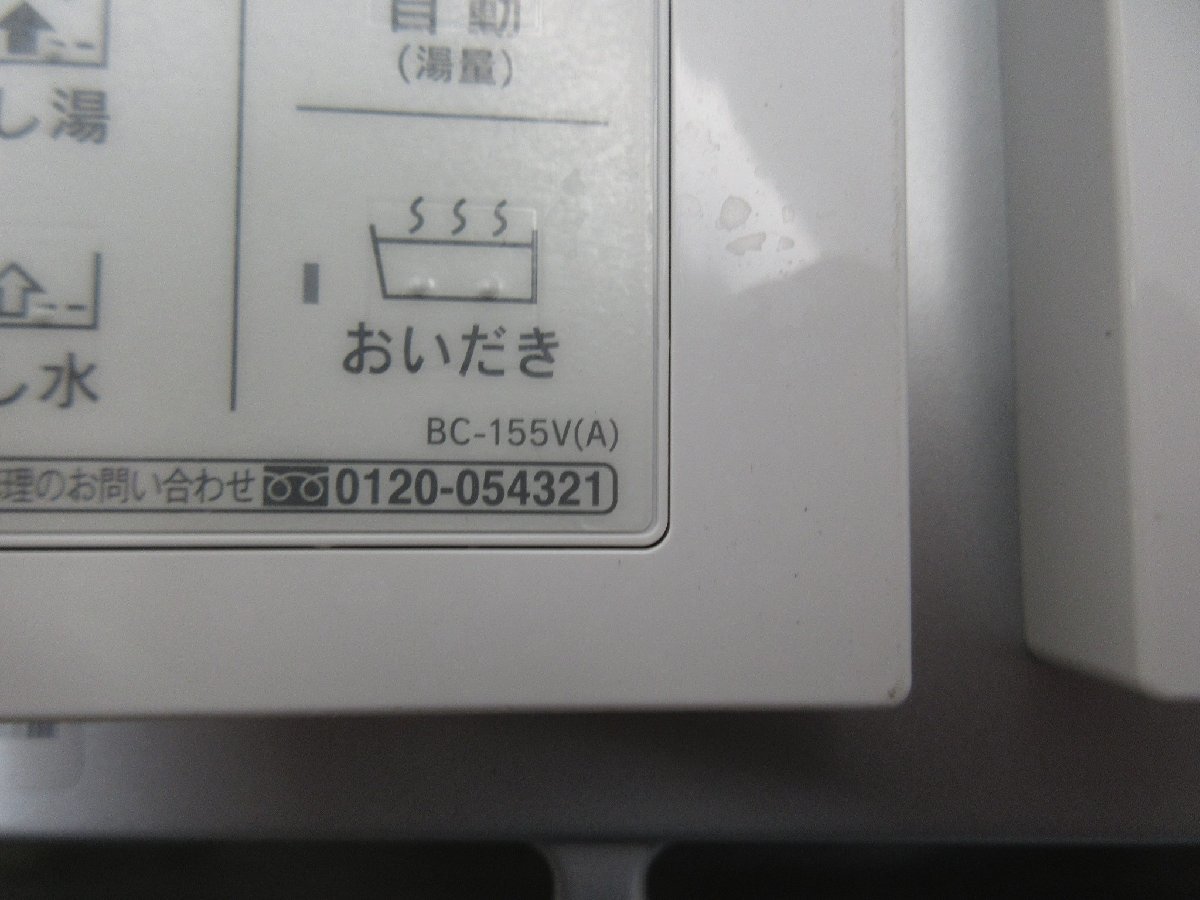 自動
(湯量)
し湯
おいだき
し水
BC-155V(A)
理のお問い合わせ 0120-054321